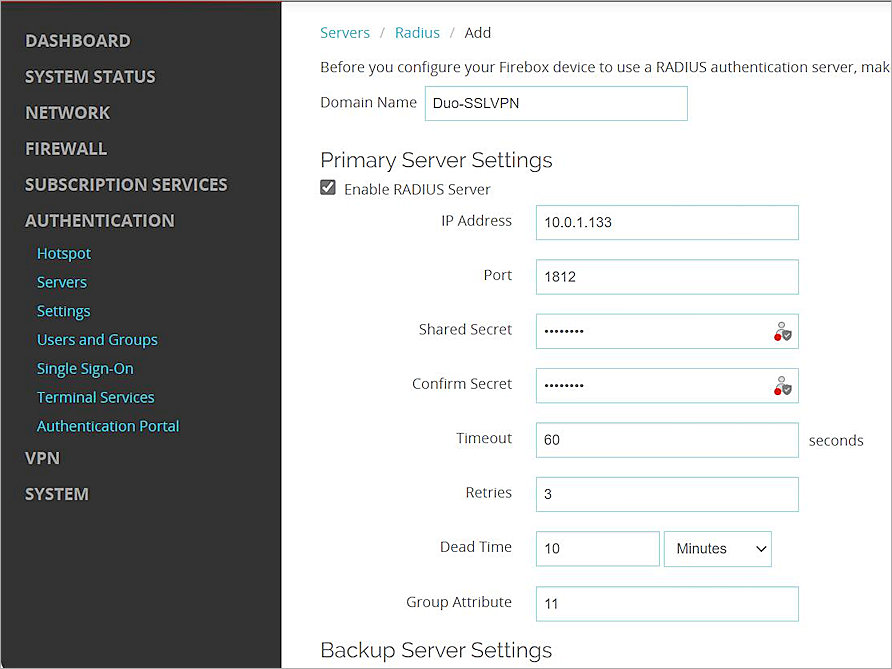 DASHBOARD
SYSTEM STATUS
NETWORK
FIREWALL
SUBSCRIPTION SERVICES
AUTHENTICATION
Hotspot
Servers
Settings
Users and Groups
Single Sign-On
Terminal Services
Authentication Portal
VPN
SYSTEM
Servers / Radius / Add
Before you configure your Firebox device to use a RADIUS authentication server, mak
Domain Name Duo-SSLVPN
Primary Server Settings
Enable RADIUS Server
IP Address 10.0.1.133
Port 1812
Shared Secret ••••••••
Confirm Secret ••••••••
Timeout 60 seconds
Retries 3
Dead Time 10 Minutes
Group Attribute 11
Backup Server Settings